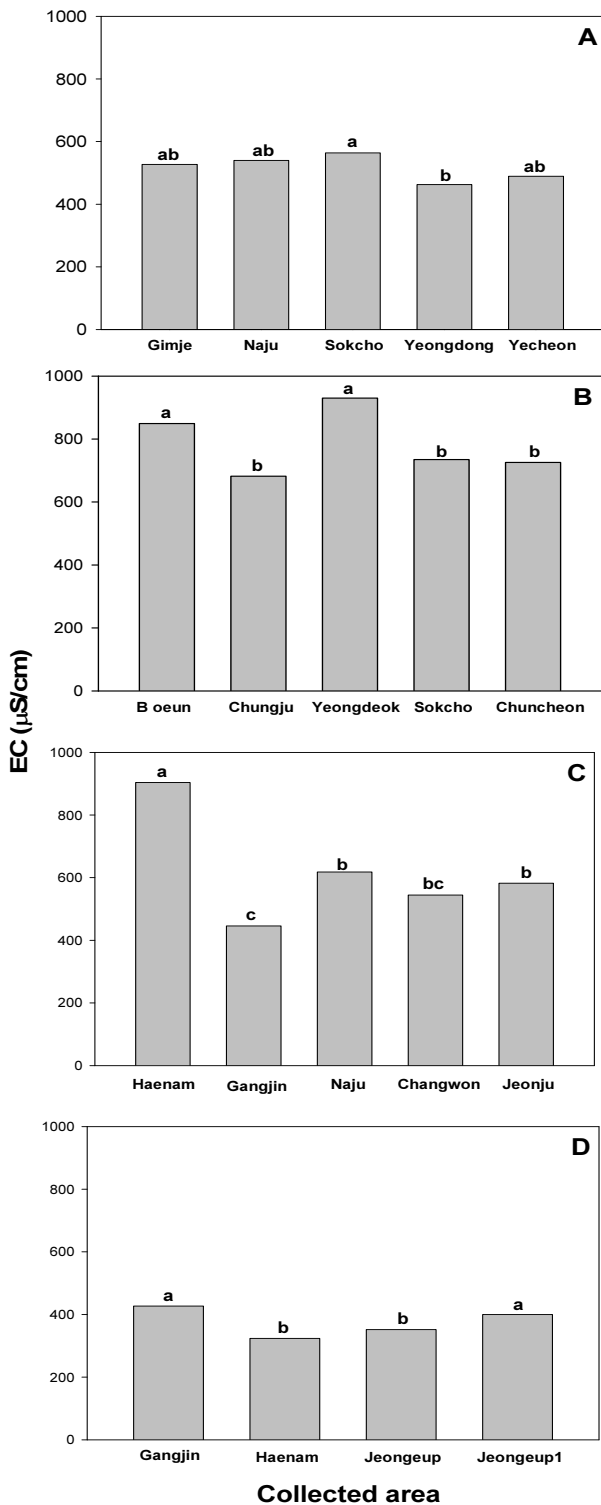 A
1000
800
600
400
200
0
ab ab a b ab
Gimje Naju Sokcho Yeongdong Yecheon
B
1000
800
600
400
200
0
a b a b b
B oeun Chungju Yeongdeok Sokcho Chuncheon
EC (µS/cm)
C
1000
800
600
400
200
0
a c b bc b
Haenam Gangjin Naju Changwon Jeonju
D
1000
800
600
400
200
0
a b b a
Gangjin Haenam Jeongeup Jeongeup1
Collected area